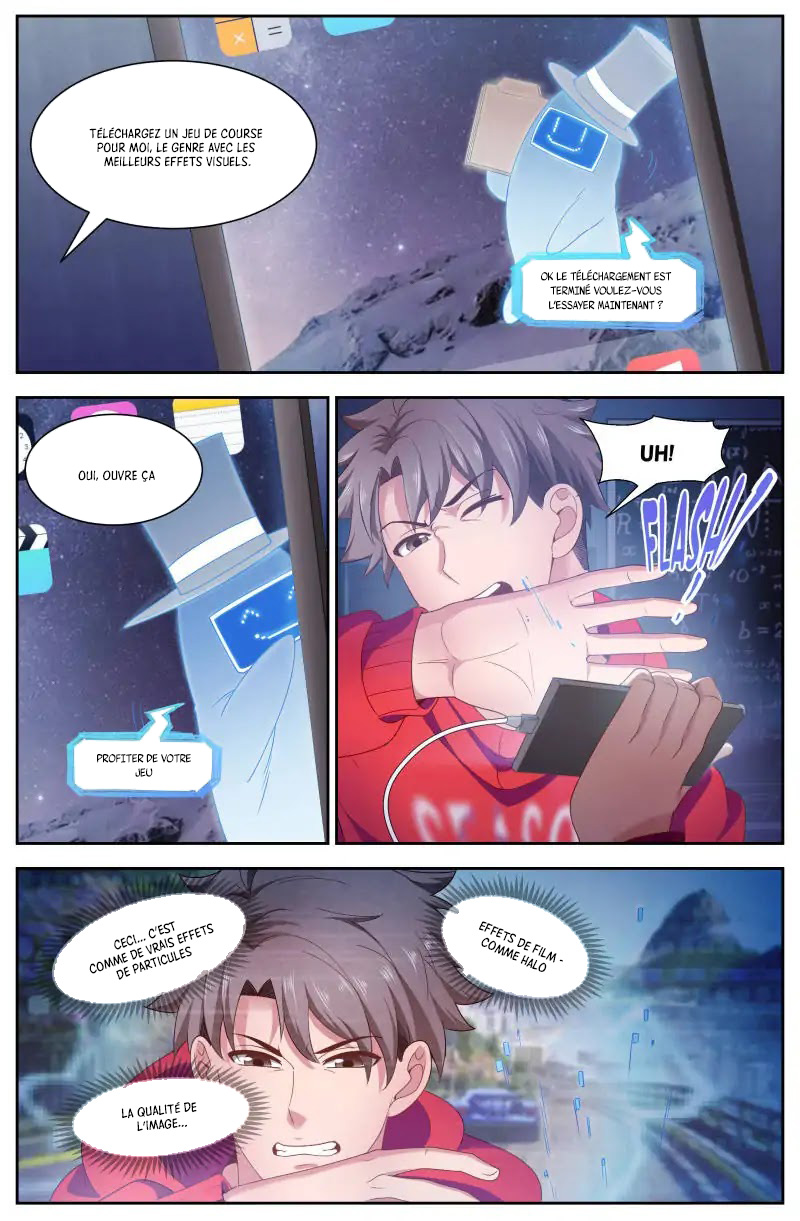 TÉLÉCHARGEZ UN JEU DE COURSE
POUR MOI, LE GENRE AVEC LES
MEILLEURS EFFETS VISUELS.
OK LE TÉLÉCHARGEMENT EST
TERMINÉ VOULEZ-VOUS
L'ESSAYER MAINTENANT ?
OUI, OUVRE ÇA
PROFITER DE VOTRE
JEU
UH!
FLASH!
CECI... C'EST
COMME DE VRAIS EFFETS
DE PARTICULES
EFFETS DE FILM -
COMME HALO
LA QUALITÉ DE
L'IMAGE...